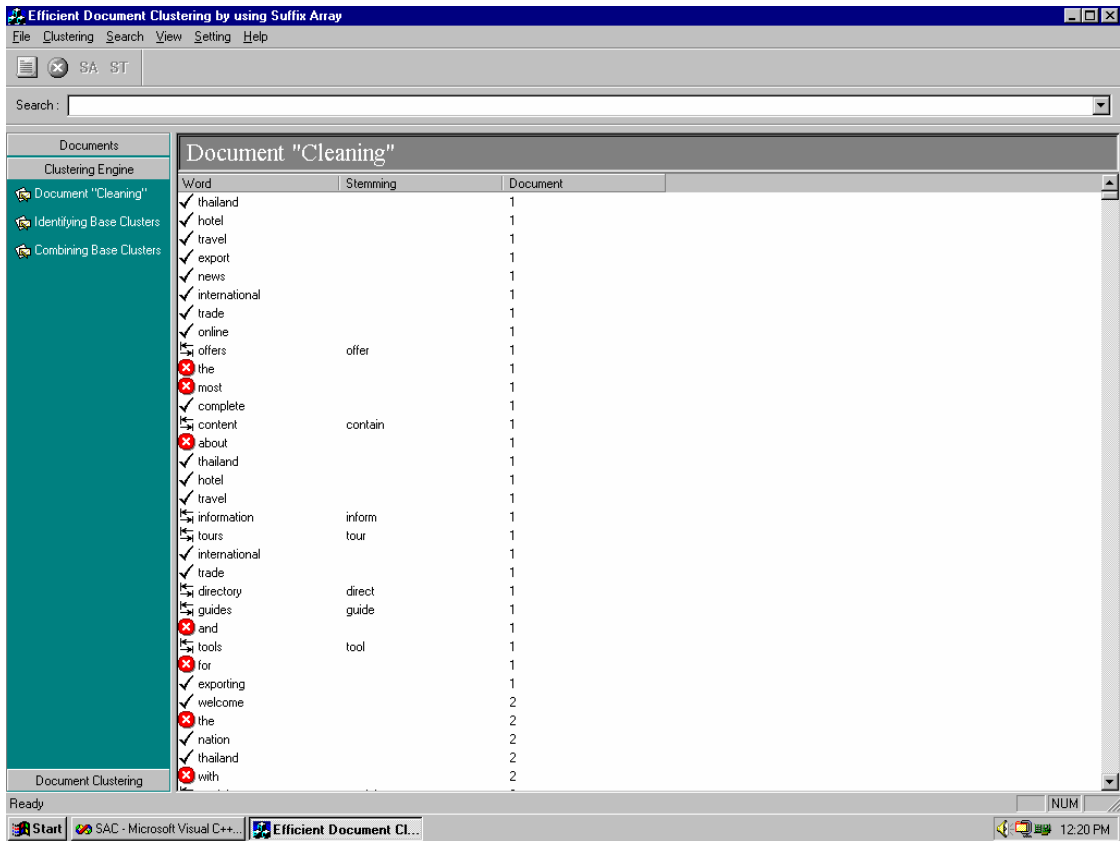 Efficient Document Clustering by using Suffix Array
File Clustering Search View Setting Help
SA ST
Search :
Documents
Clustering Engine
Document "Cleaning"
Identifying Base Clusters
Combining Base Clusters
Document Clustering
Document "Cleaning"
Word Stemming Document
thailand 1
hotel 1
travel 1
export 1
news 1
international 1
trade 1
online 1
offers offer 1
the 1
most 1
complete 1
content contain 1
about 1
thailand 1
hotel 1
travel 1
information inform 1
tours tour 1
international 1
trade 1
directory direct 1
guides guide 1
and 1
tools tool 1
for 1
exporting 1
welcome 2
the 2
nation 2
thailand 2
with 2
Ready NUM
Start SAC - Microsoft Visual C++... Efficient Document Cl... 12:20 PM